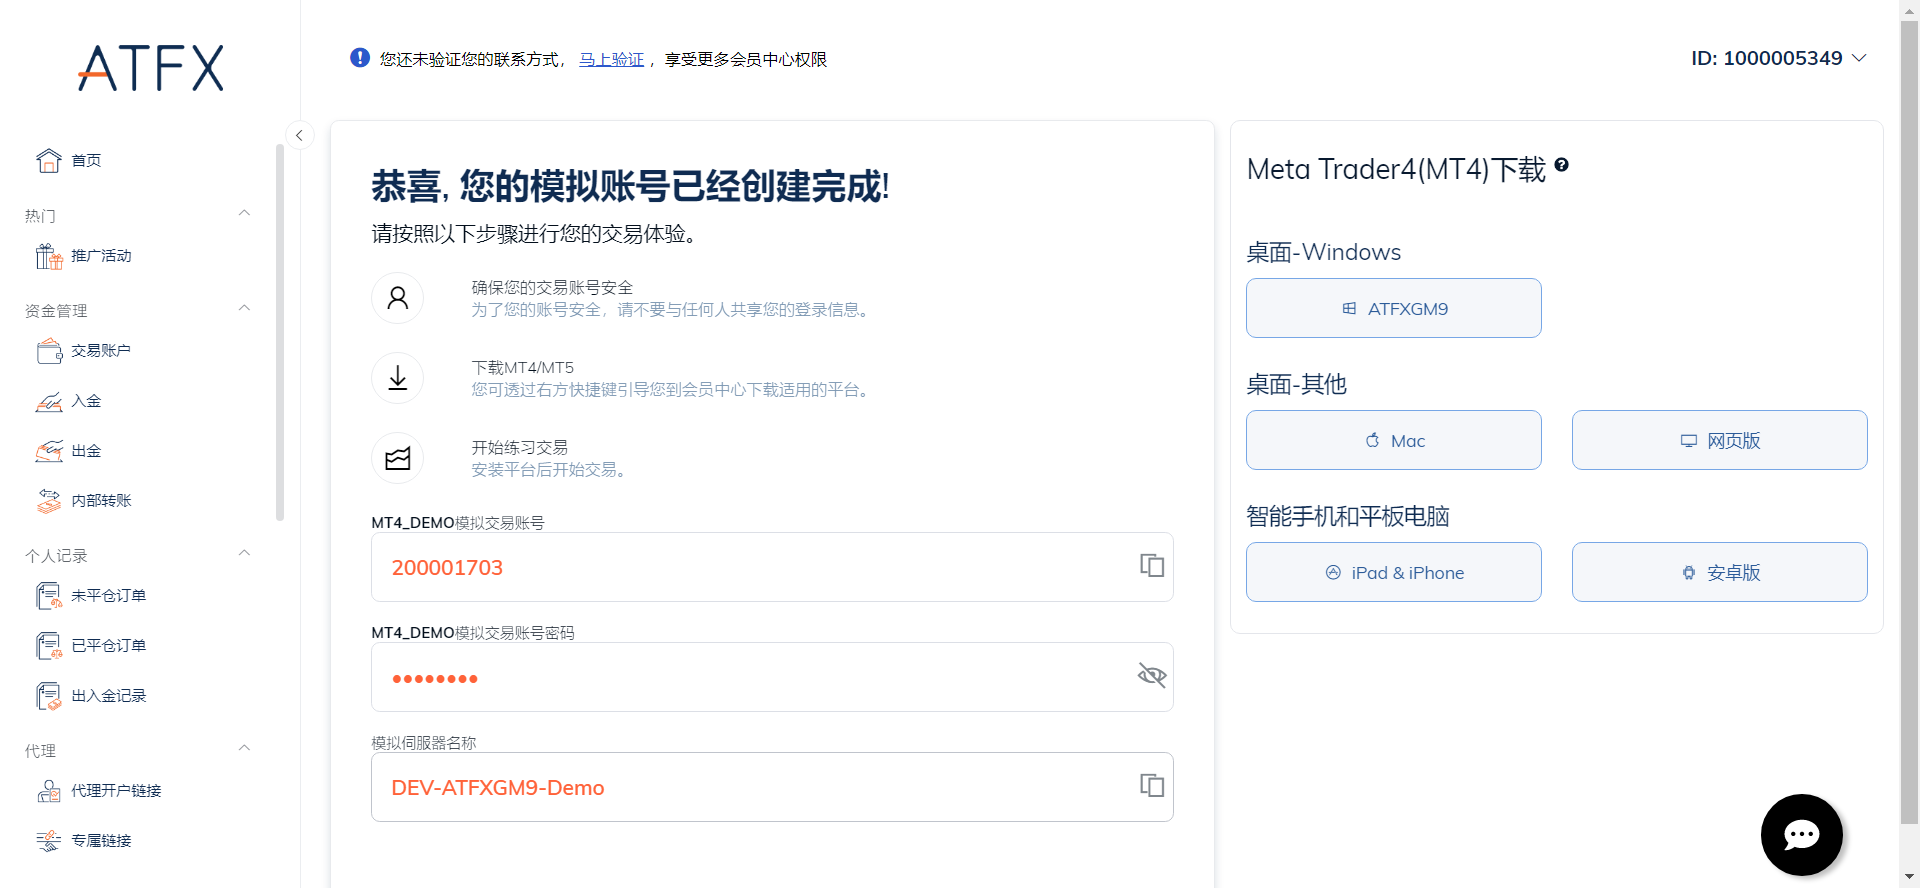 ATFX
您还未验证您的联系方式， 马上验证 ，享受更多会员中心权限
ID: 1000005349
首页
热门
推广活动
资金管理
交易账户
入金
出金
内部转账
个人记录
未平仓订单
已平仓订单
出入金记录
代理
代理开户链接
专属链接
恭喜, 您的模拟账号已经创建完成!
请按照以下步骤进行您的交易体验。
确保您的交易账号安全
为了您的账号安全，请不要与任何人共享您的登录信息。
下载MT4/MT5
您可透过右方快捷键引导您到会员中心下载适用的平台。
开始练习交易
安装平台后开始交易。
MT4_DEMO模拟交易账号
200001703
MT4_DEMO模拟交易账号密码
••••••••
模拟伺服器名称
DEV-ATFXGM9-Demo
Meta Trader4(MT4)下载
桌面-Windows
ATFXGM9
桌面-其他
Mac
网页版
智能手机和平板电脑
iPad & iPhone
安卓版